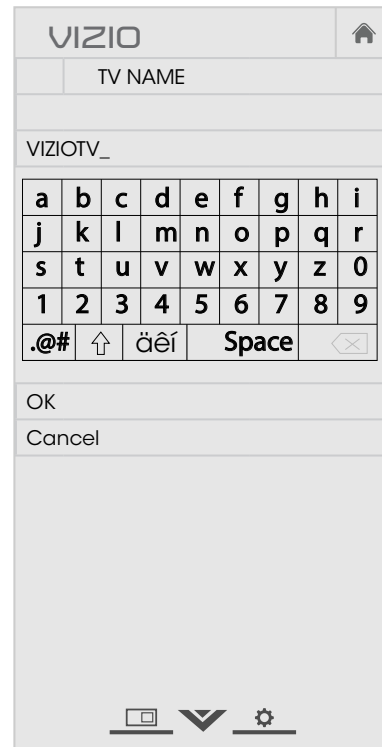 VIZIO
TV NAME
VIZIOTV_
a b c d e f g h i
j k l m n o p q r
s t u v w x y z 0
1 2 3 4 5 6 7 8 9
.@# äêí Space
OK
Cancel